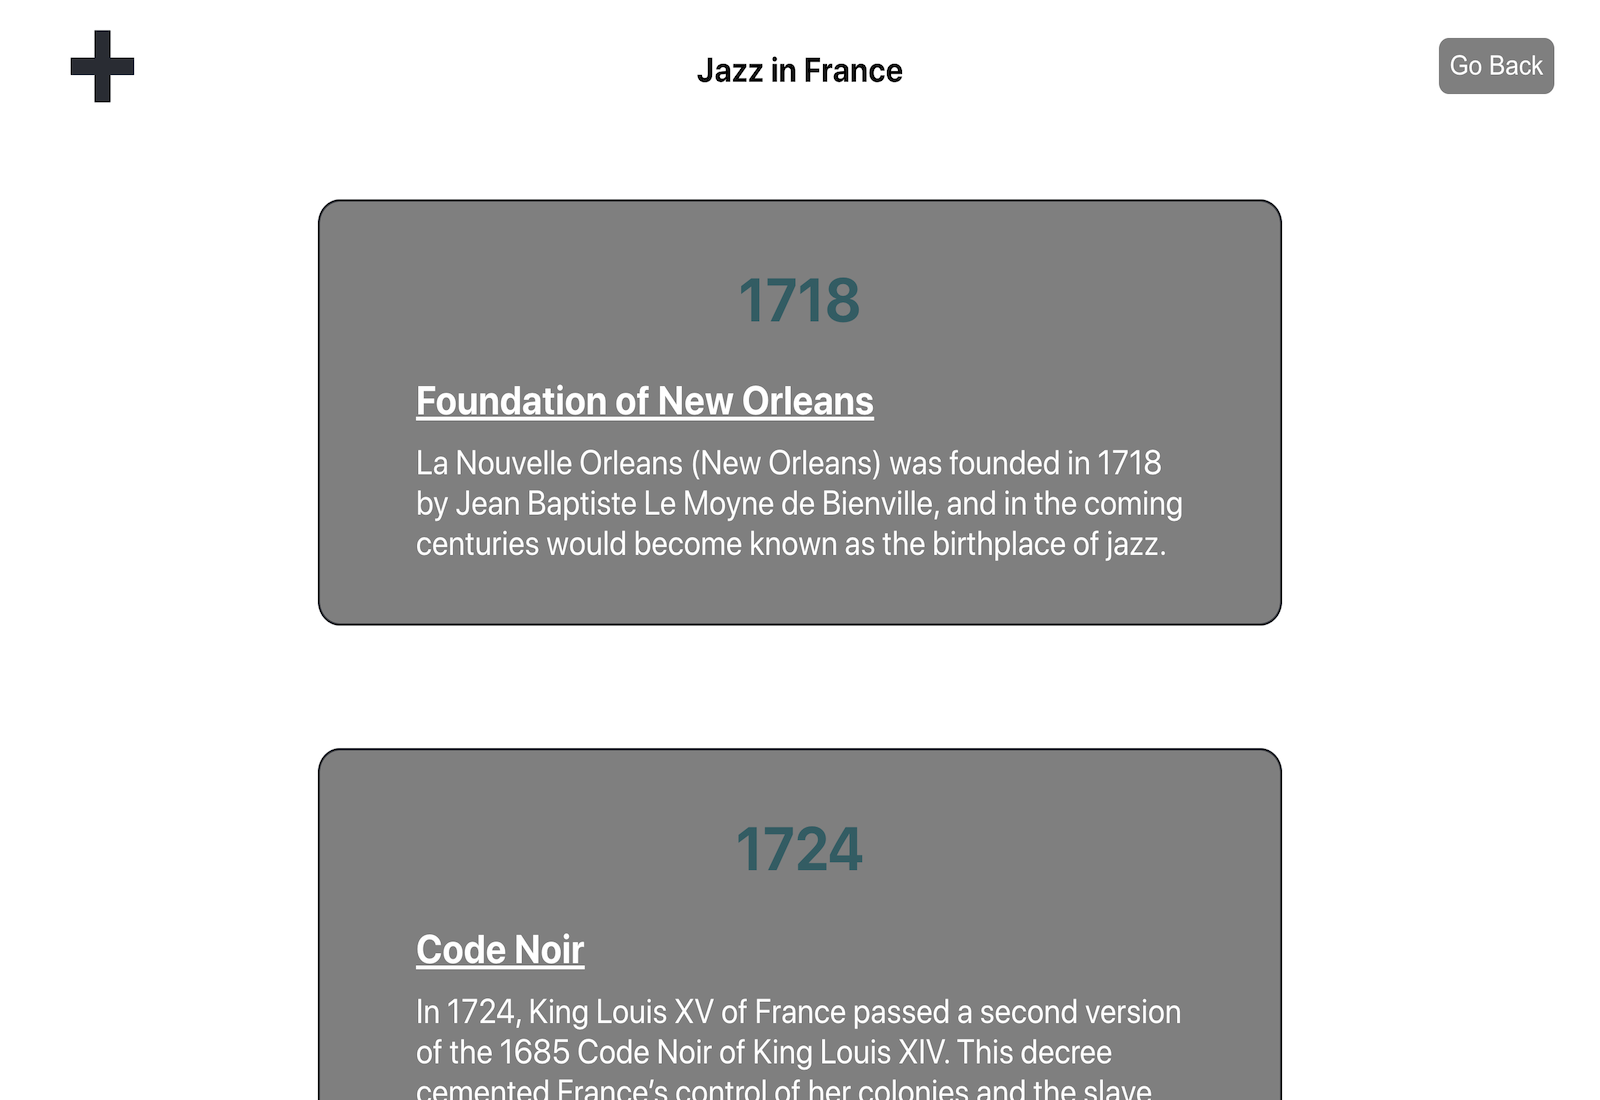 Jazz in France
Go Back
1718
Foundation of New Orleans
La Nouvelle Orleans (New Orleans) was founded in 1718
by Jean Baptiste Le Moyne de Bienville, and in the coming
centuries would become known as the birthplace of jazz.
1724
Code Noir
In 1724, King Louis XV of France passed a second version
of the 1685 Code Noir of King Louis XIV. This decree
cemented France’s control of her colonies and the slave